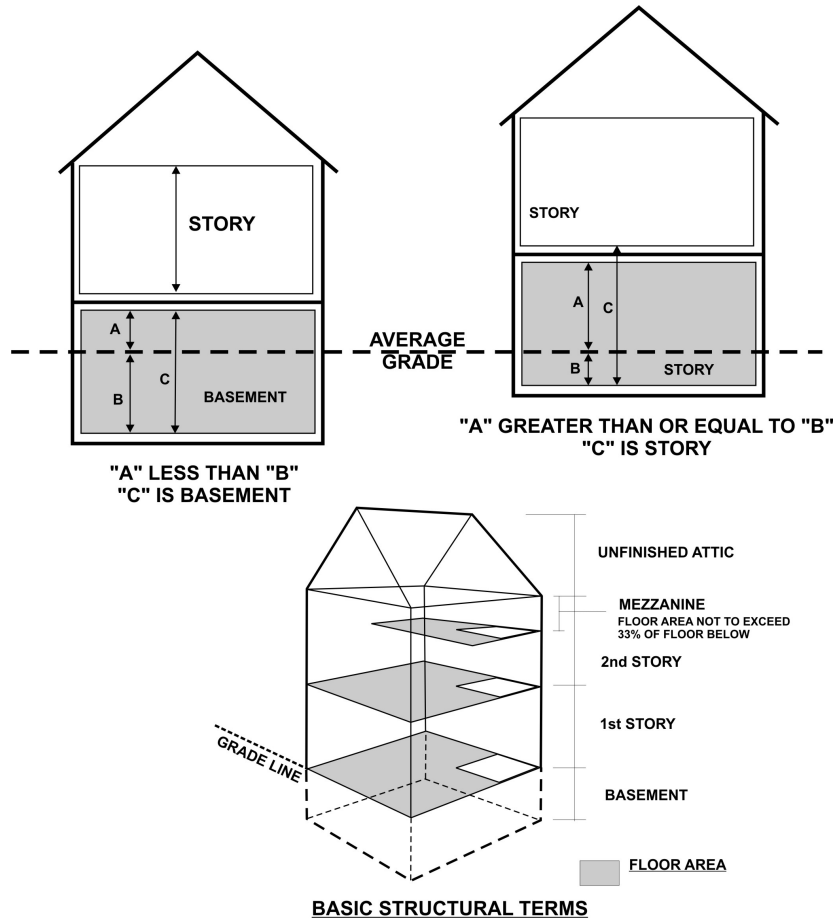 STORY
A
B
C
BASEMENT
"A" LESS THAN "B"
"C" IS BASEMENT
AVERAGE
GRADE
STORY
A
C
B
STORY
"A" GREATER THAN OR EQUAL TO "B"
"C" IS STORY
UNFINISHED ATTIC
MEZZANINE
FLOOR AREA NOT TO EXCEED
33% OF FLOOR BELOW
2nd STORY
1st STORY
GRADE LINE
BASEMENT
FLOOR AREA
BASIC STRUCTURAL TERMS